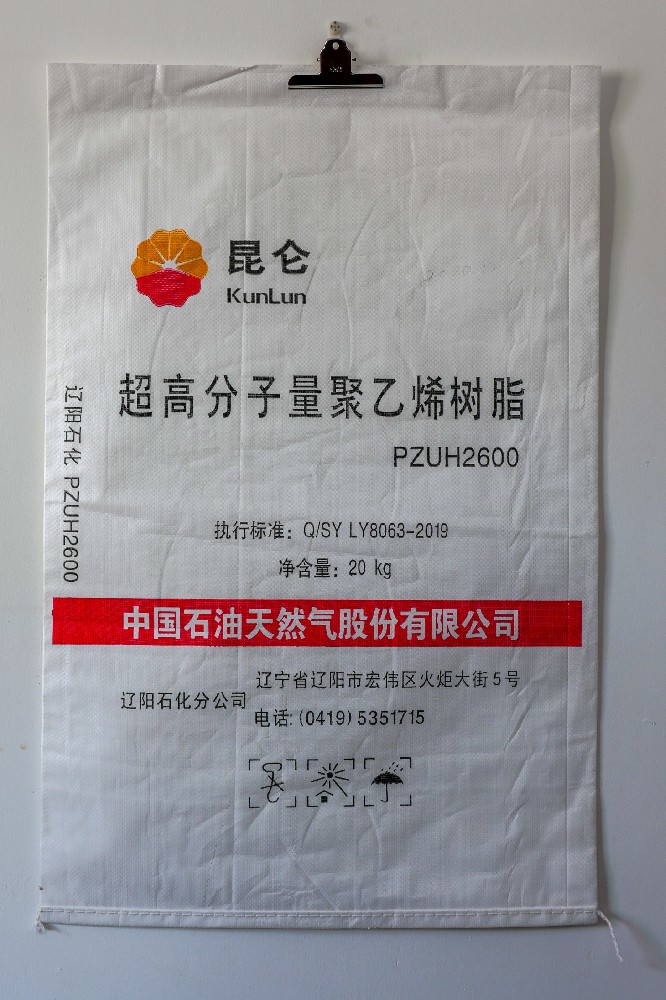 昆仑
KunLun
超高分子量聚乙烯树脂
PZUH2600
辽阳石化 PZUH2600
执行标准：Q/SY LY8063-2019
净含量：20 kg
中国石油天然气股份有限公司
辽阳石化分公司
辽宁省辽阳市宏伟区火炬大街5号
电话：(0419) 5351715